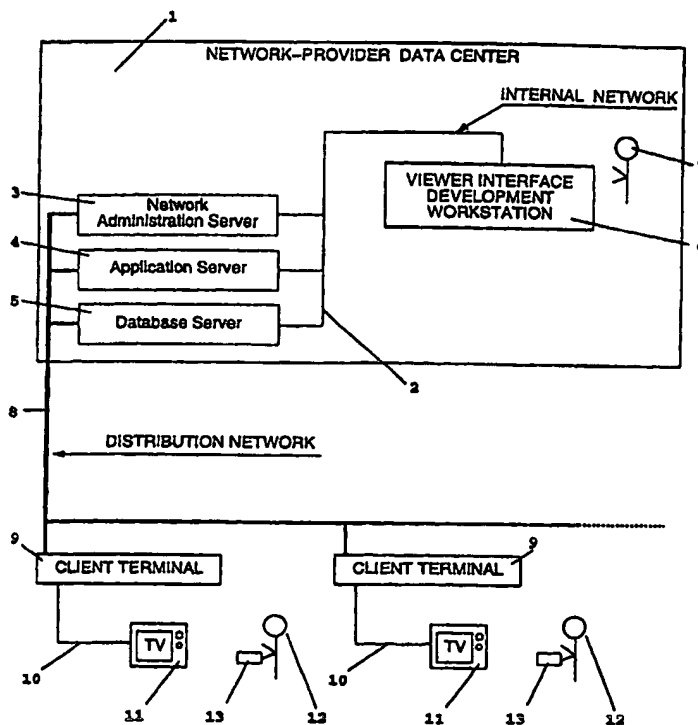 1
NETWORK-PROVIDER DATA CENTER
INTERNAL NETWORK
3
Network
Administration Server
VIEWER INTERFACE
DEVELOPMENT
WORKSTATION
4
Application Server
5
Database Server
2
8
DISTRIBUTION NETWORK
9
CLIENT TERMINAL
9
CLIENT TERMINAL
TV
TV
10
11
13
12
10
11
13
12